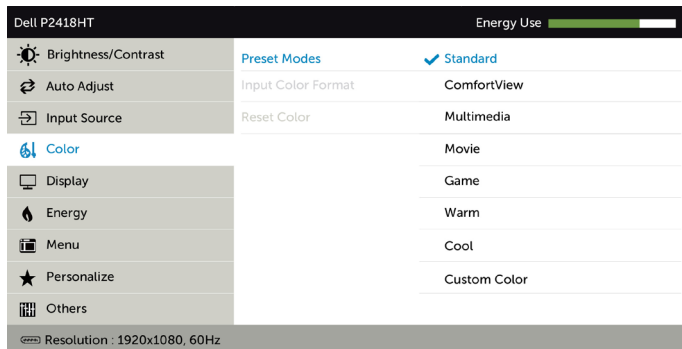 Dell P2418HT Energy Use
Brightness/Contrast Preset Modes Standard
Auto Adjust Input Color Format ComfortView
Input Source Reset Color Multimedia
Color Movie
Display Game
Energy Warm
Menu Cool
Personalize Custom Color
Others
Resolution : 1920x1080, 60Hz